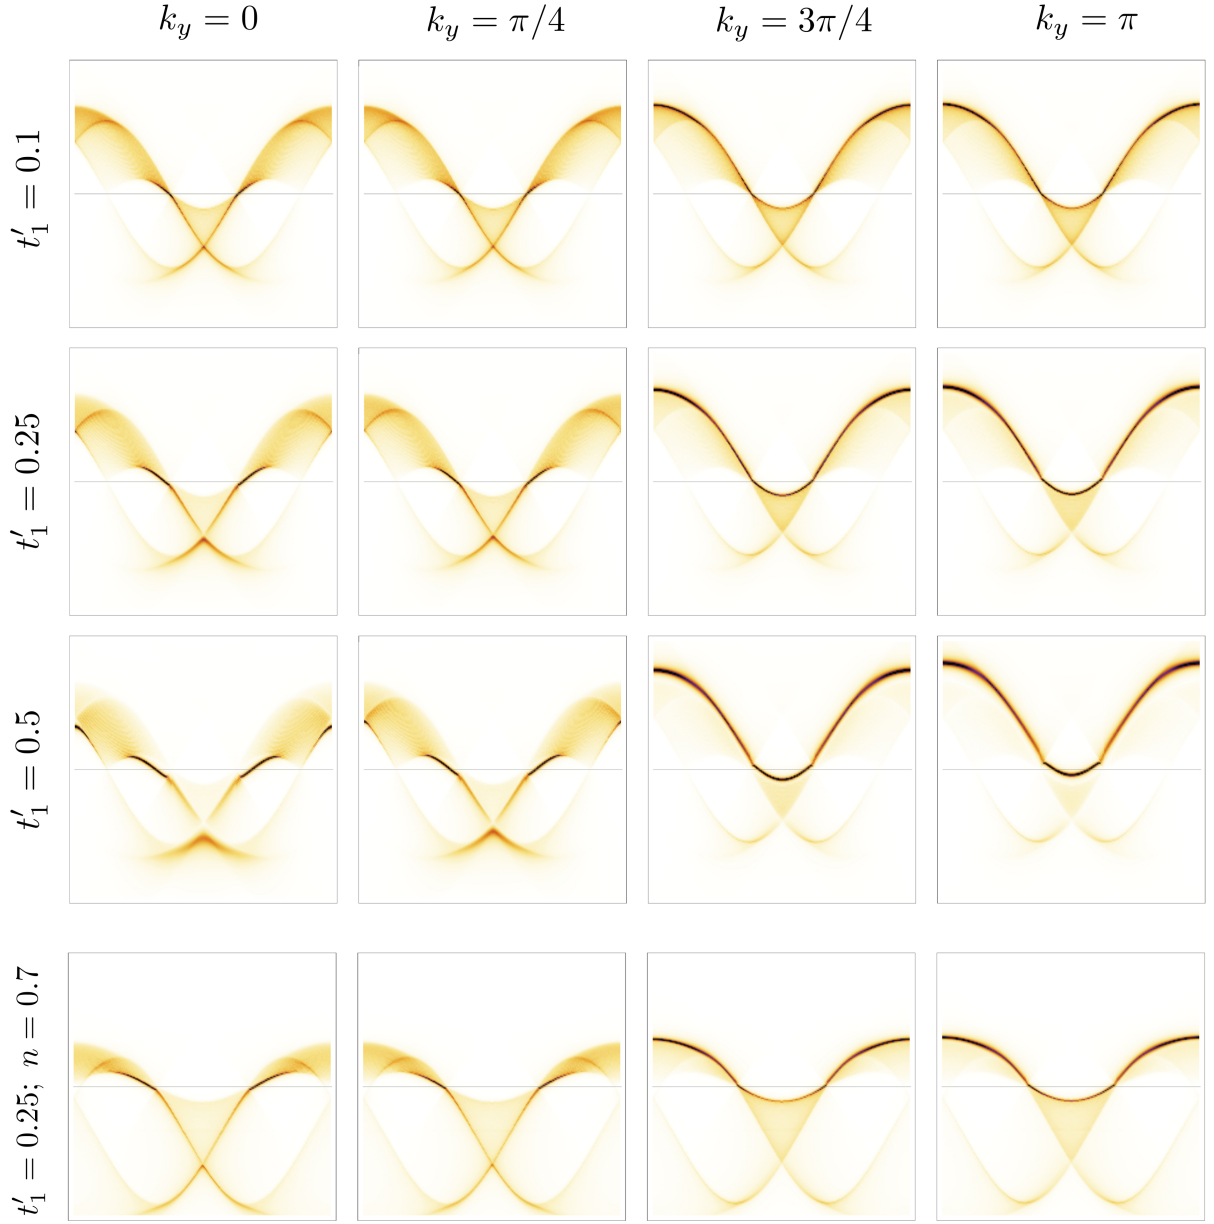 k_y = 0
k_y = π/4
k_y = 3π/4
k_y = π
t′_1 = 0.1
t′_1 = 0.25
t′_1 = 0.5
t′_1 = 0.25; n = 0.7